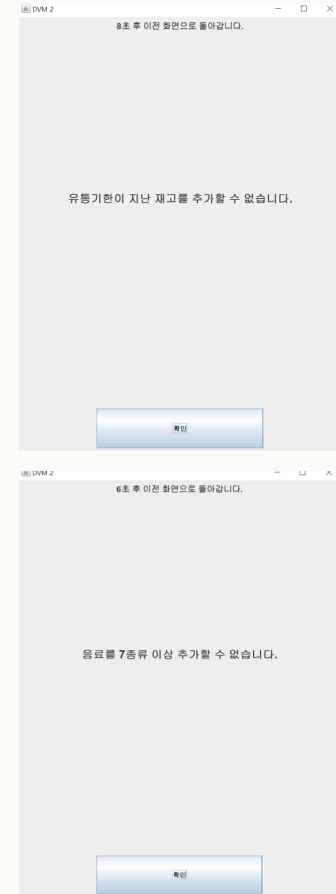 DVM 2
8초 후 이전 화면으로 돌아갑니다.
유통기한이 지난 재고를 추가할 수 없습니다.
확인
DVM 2
6초 후 이전 화면으로 돌아갑니다.
음료를 7종류 이상 추가할 수 없습니다.
확인